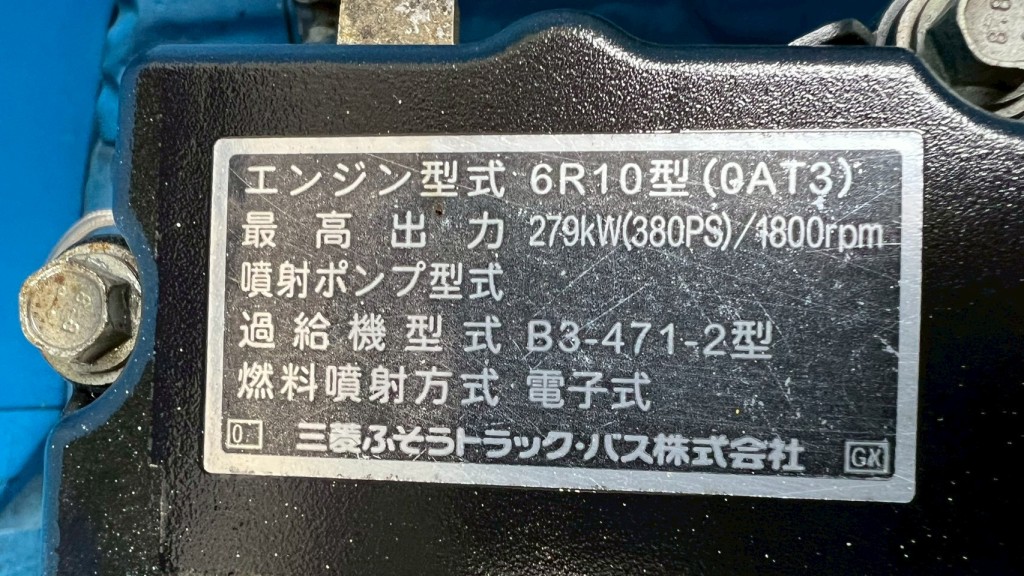 エンジン型式 6R10型(0AT3)
最高出力 279kW(380PS)/1800rpm
噴射ポンプ型式
過給機型式 B3-471-2型
燃料噴射方式 電子式
0 三菱ふそうトラック・バス株式会社 GK